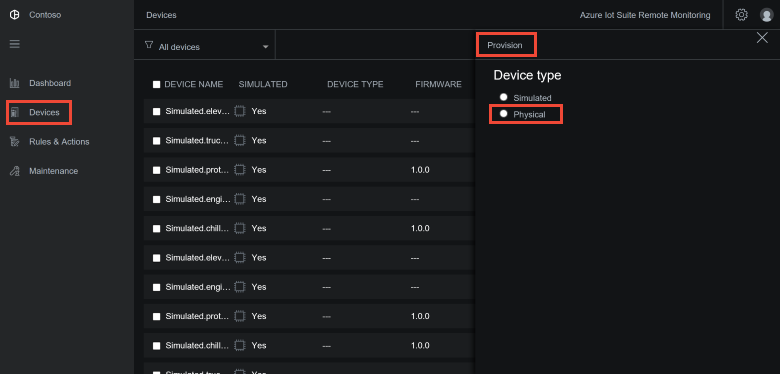 Contoso
Devices
Azure Iot Suite Remote Monitoring
All devices
Provision
Dashboard
Devices
Rules & Actions
Maintenance
DEVICE NAME SIMULATED DEVICE TYPE FIRMWARE
Simulated.elev... Yes --- ---
Simulated.truc... Yes --- ---
Simulated.prot... Yes --- 1.0.0
Simulated.engi... Yes --- ---
Simulated.chill... Yes --- 1.0.0
Simulated.elev... Yes --- ---
Simulated.engi... Yes --- ---
Simulated.prot... Yes --- 1.0.0
Simulated.chill... Yes --- 1.0.0
Simulated.truc... Yes --- ---
Device type
Simulated
Physical